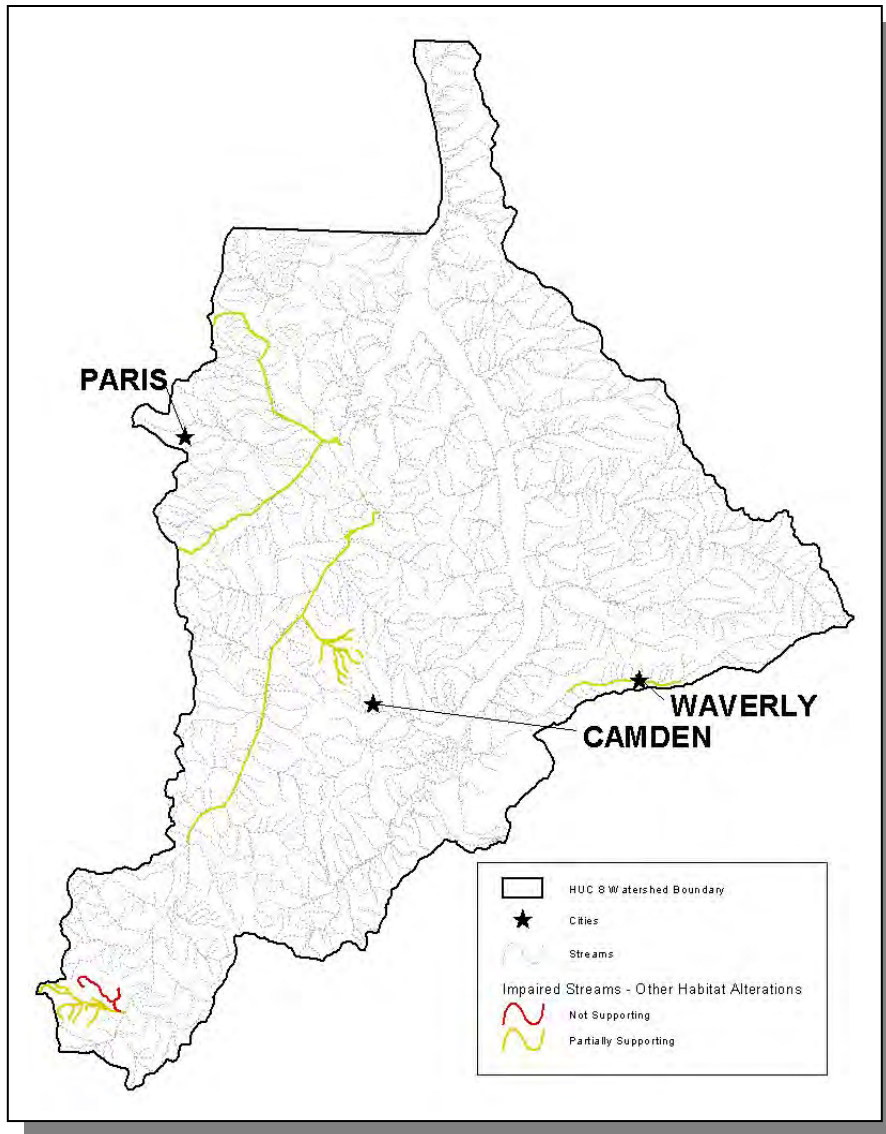 PARIS
WAVERLY
CAMDEN
HUC 8 Watershed Boundary
Cities
Streams
Impaired Streams - Other Habitat Alterations
Not Supporting
Partially Supporting